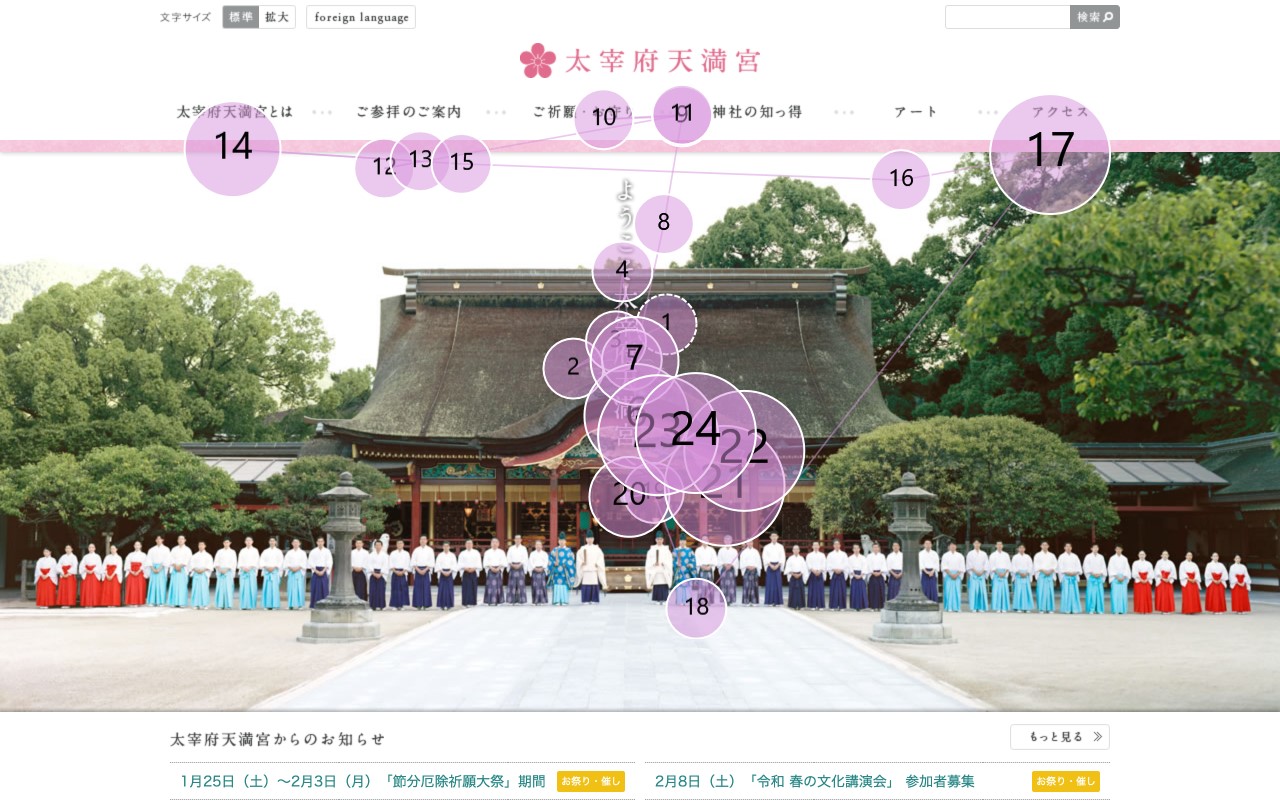 文字サイズ 標準 拡大 foreign language 検索
太宰府天満宮
太宰府天満宮とは ご参拝のご案内 ご祈願・お守り 神社の知っ得 アート アクセス
14 12 13 15 10 11 16 17
8
4
1
2 7
23 24 22
21
20
18
太宰府天満宮からのお知らせ もっと見る
1月25日（土）〜2月3日（月）「節分厄除祈願大祭」期間 お祭り・催し 2月8日（土）「令和 春の文化講演会」 参加者募集 お祭り・催し